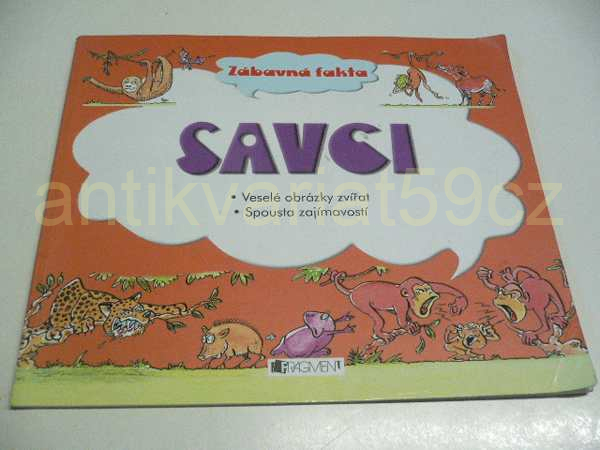 Zábavná fakta
SAVCI
• Veselé obrázky zvířat
• Spousta zajímavostí
antikvariat59cz
FRAGMENT